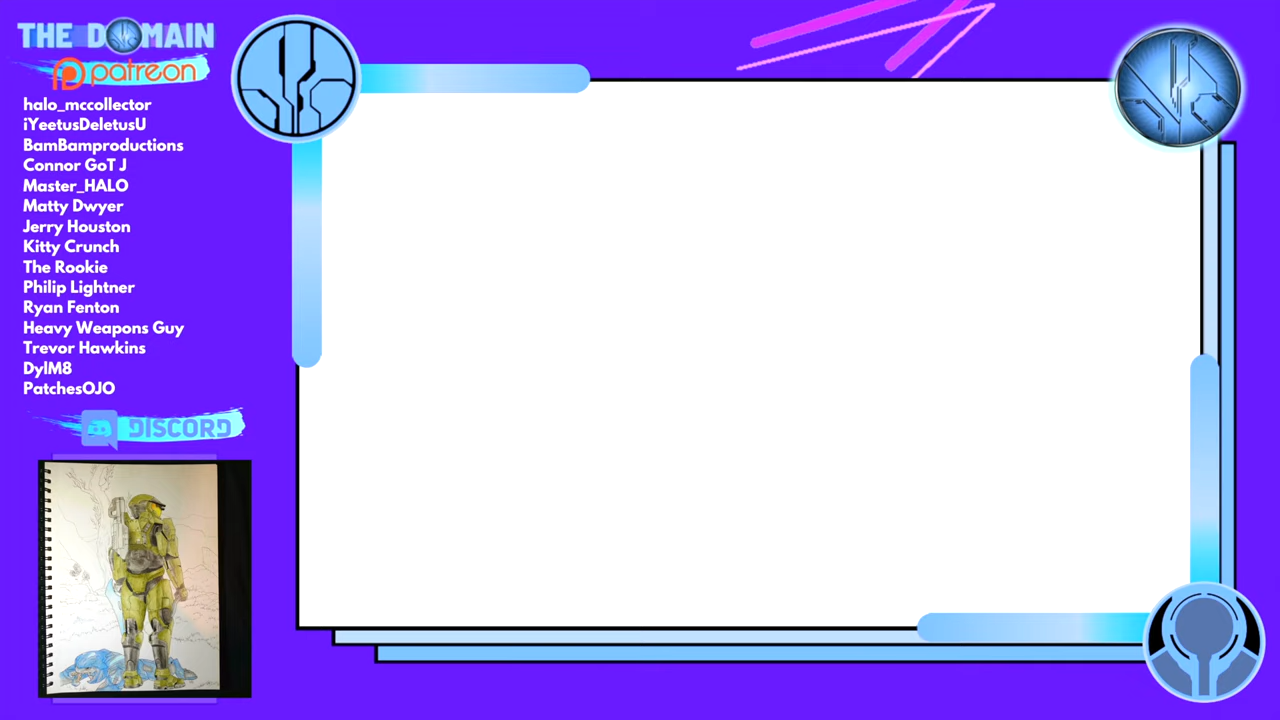 THE DOMAIN
patreon
halo_mccollector
iYeetusDeletusU
BamBamproductions
Connor GoT J
Master_HALO
Matty Dwyer
Jerry Houston
Kitty Crunch
The Rookie
Philip Lightner
Ryan Fenton
Heavy Weapons Guy
Trevor Hawkins
DylM8
PatchesOJO
DISCORD